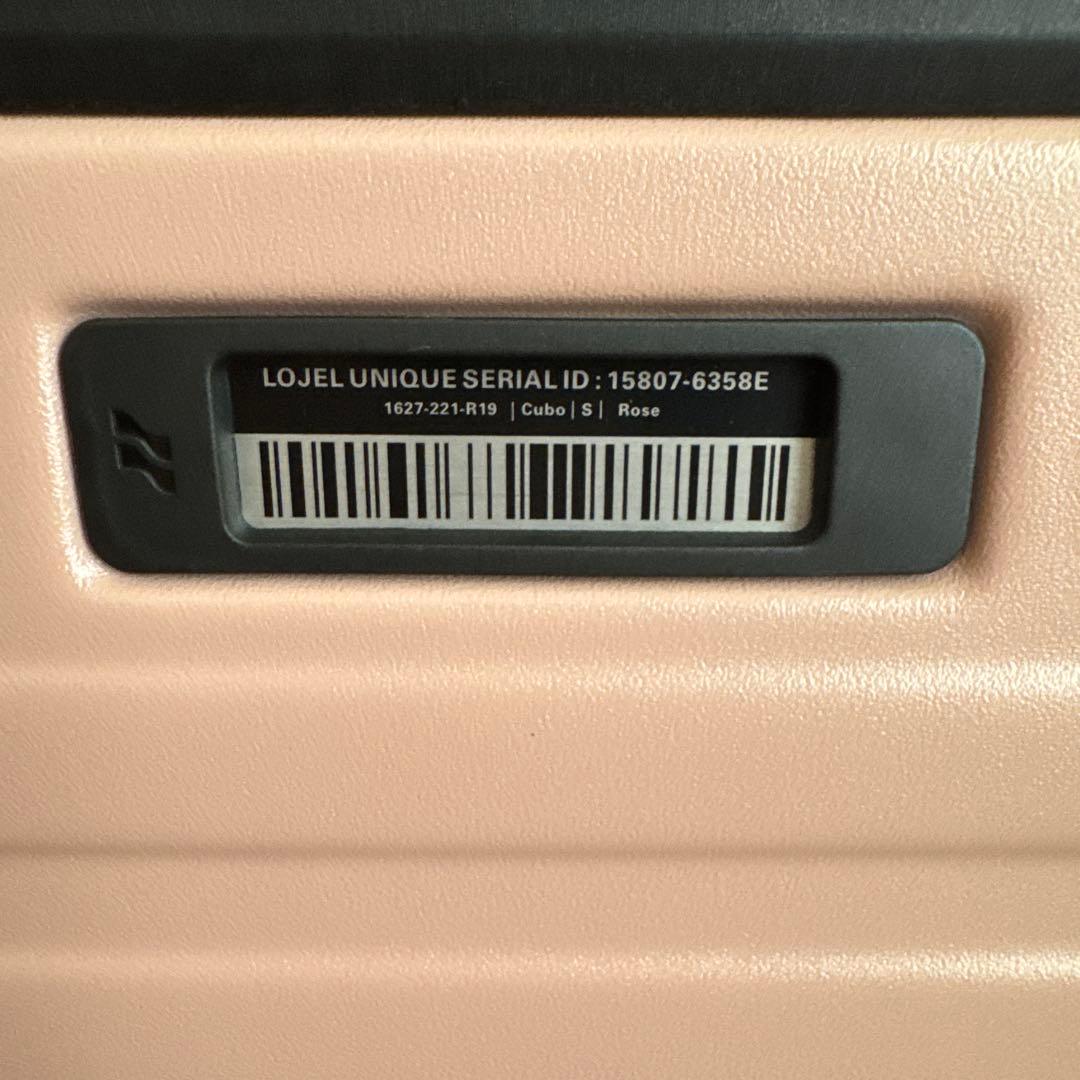 LOJEL UNIQUE SERIAL ID : 15807-6358E
1627-221-R19 | Cubo | S | Rose